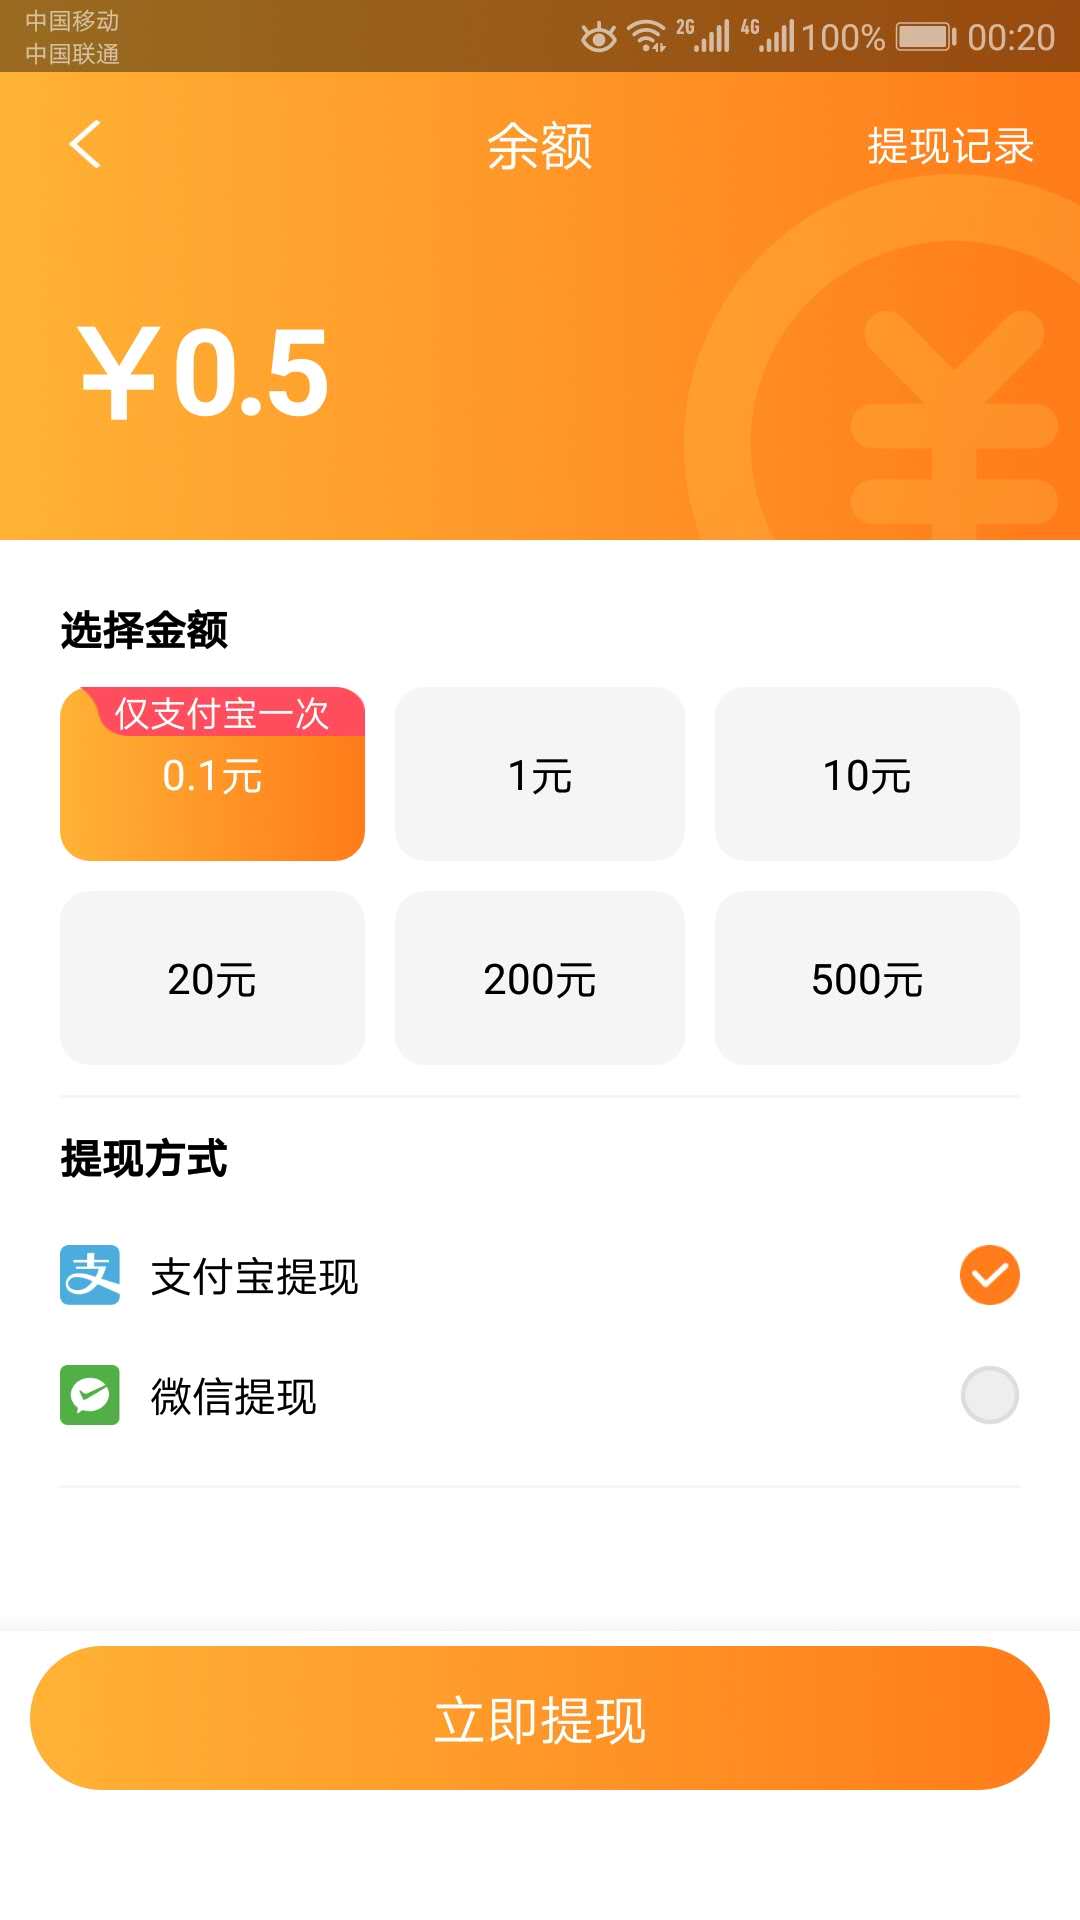 中国移动
中国联通
2G
4G
100%
00:20
余额
提现记录
¥0.5
选择金额
仅支付宝一次
0.1元
1元
10元
20元
200元
500元
提现方式
支付宝提现
微信提现
立即提现